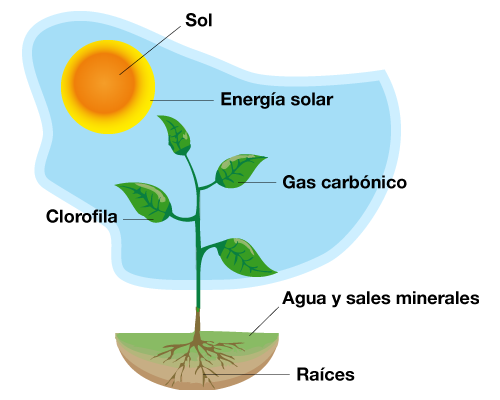 Sol
Energía solar
Gas carbónico
Clorofila
Agua y sales minerales
Raíces